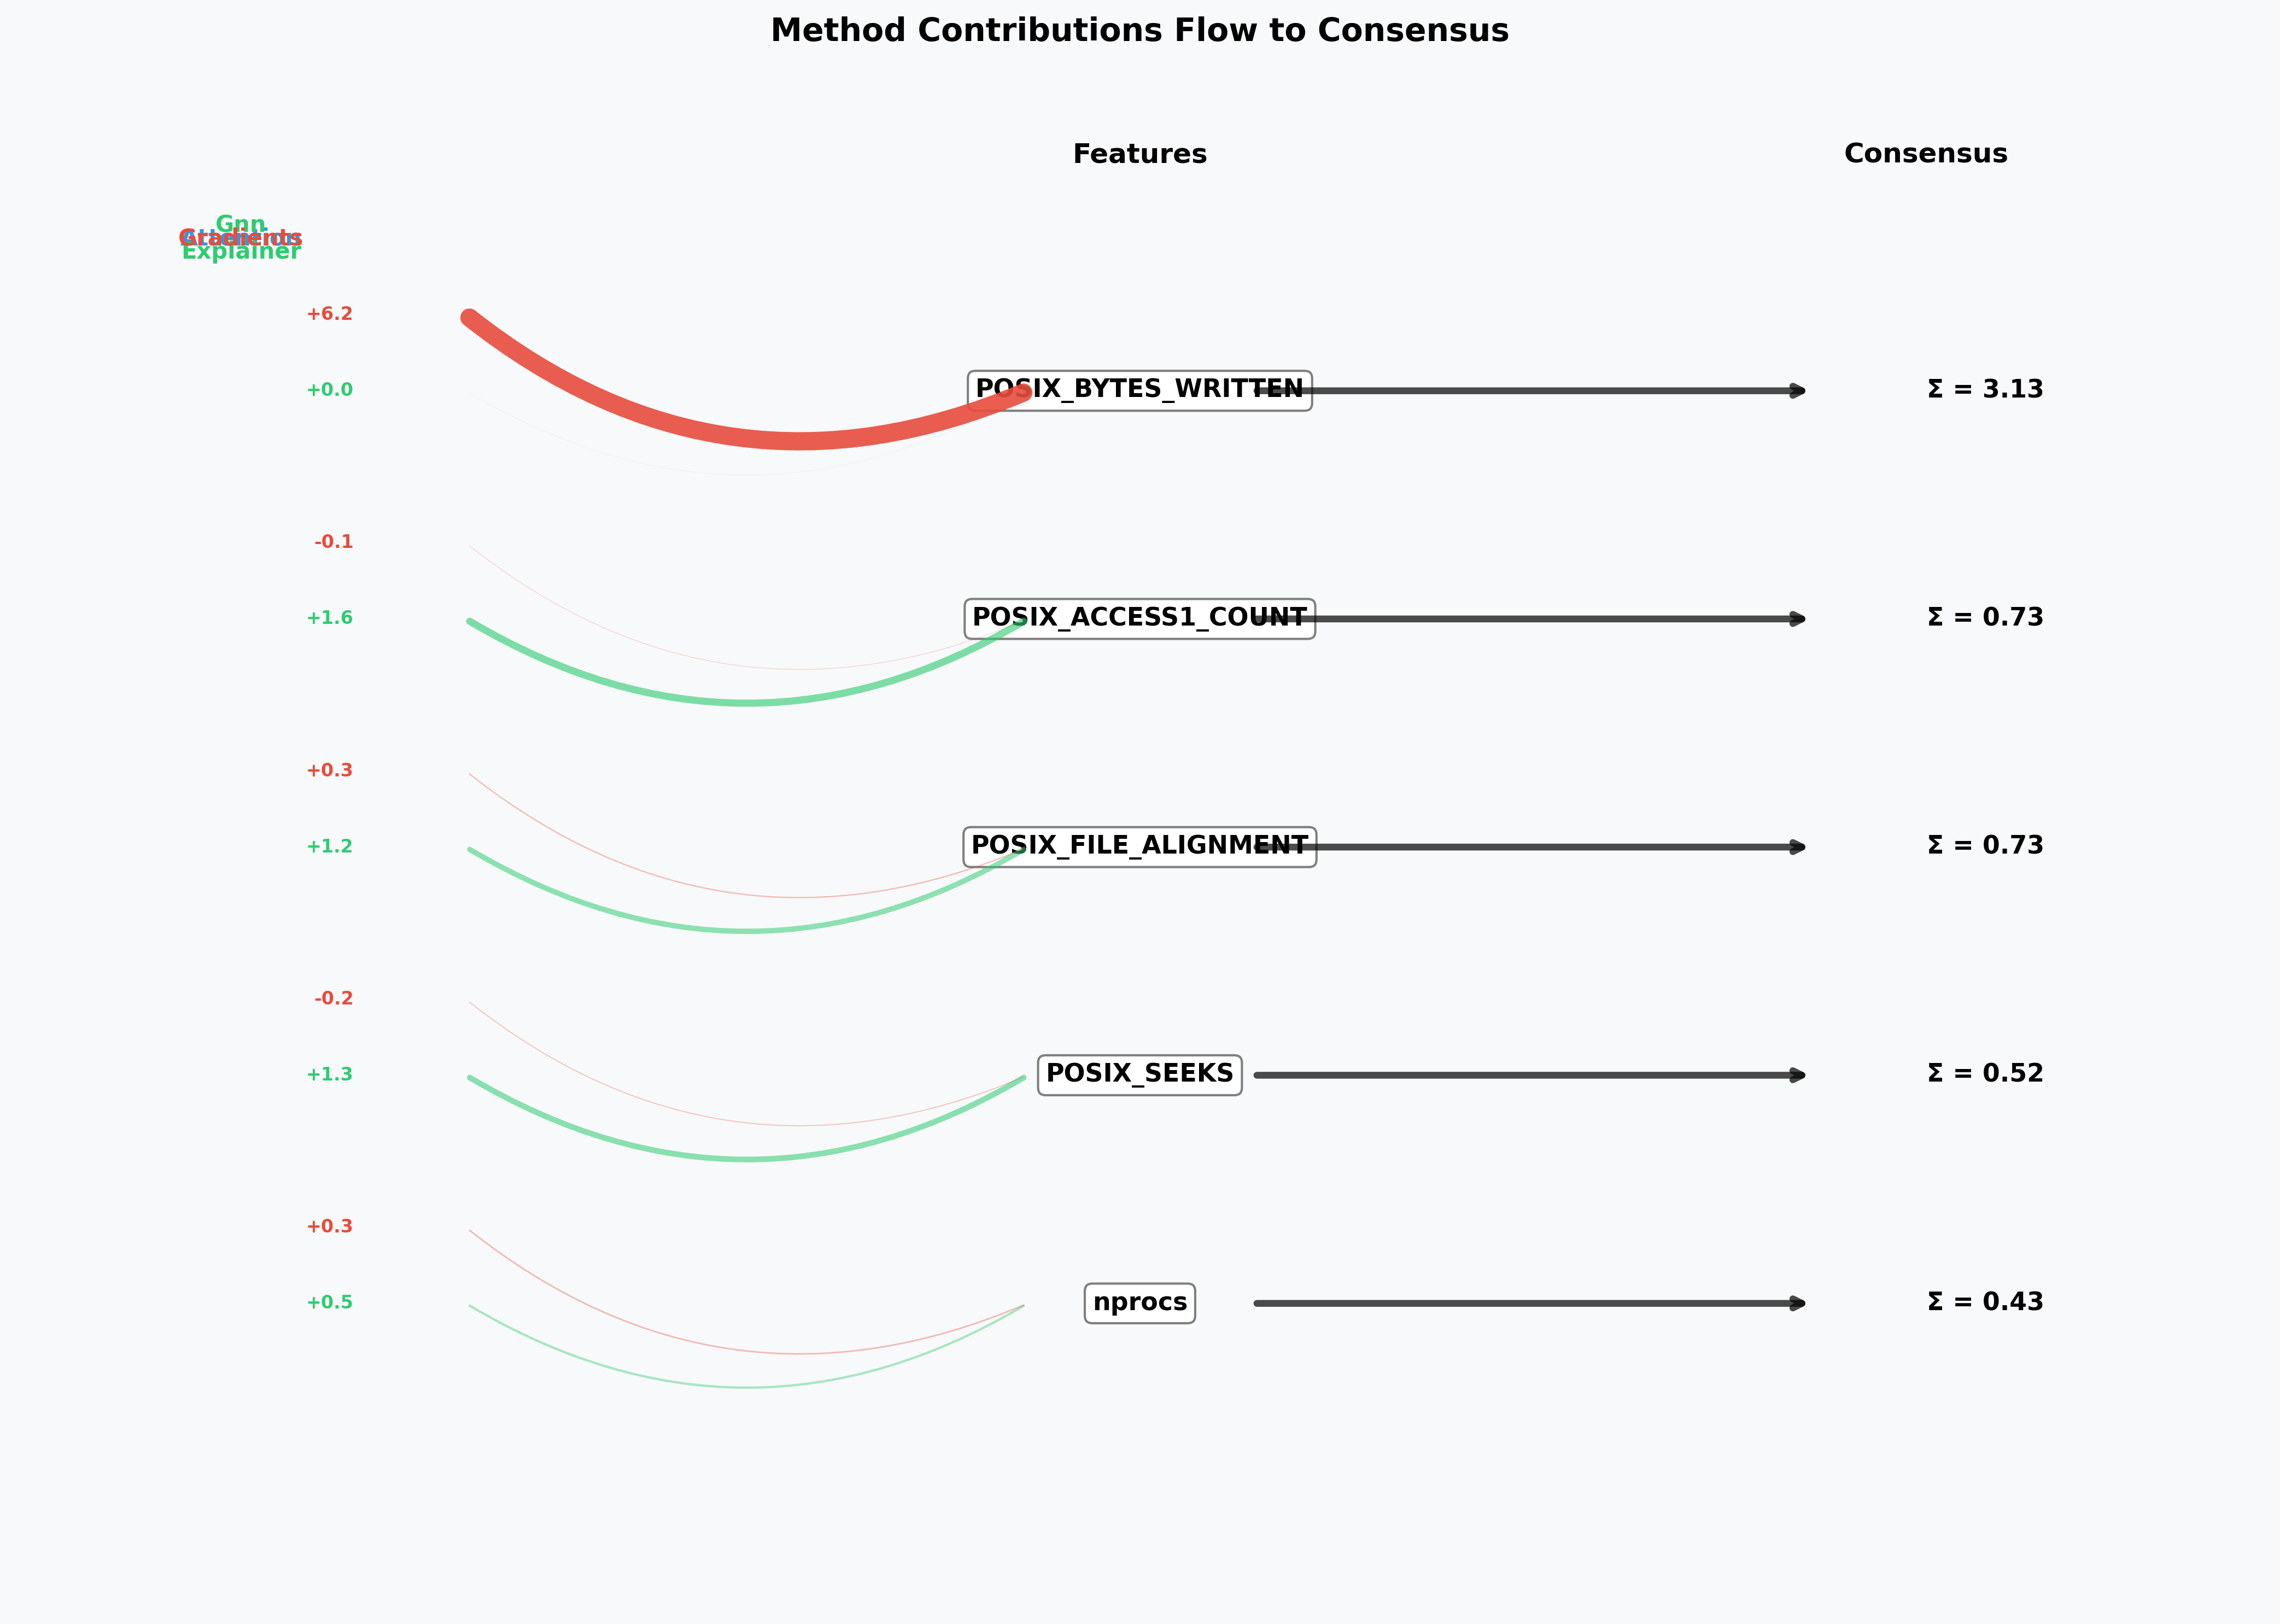 Method Contributions Flow to Consensus
Features
Consensus
Gnn
Gradients
Explainer
+6.2
+0.0
POSIX_BYTES_WRITTEN
Σ = 3.13
-0.1
+1.6
POSIX_ACCESS1_COUNT
Σ = 0.73
+0.3
+1.2
POSIX_FILE_ALIGNMENT
Σ = 0.73
-0.2
+1.3
POSIX_SEEKS
Σ = 0.52
+0.3
+0.5
nprocs
Σ = 0.43